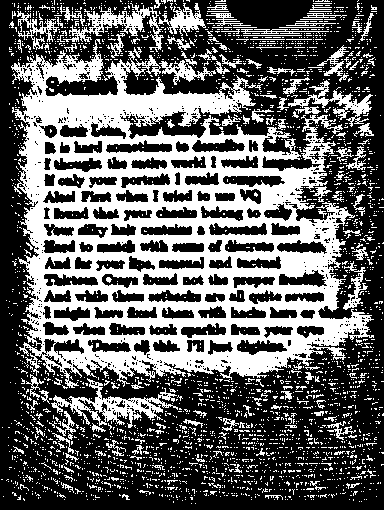 Sonnet for Lena
O dear Lena, your beauty is so vast
It is hard sometimes to describe it fast.
I thought the entire world I would impress
If only your portrait I could compress.
Alas! First when I tried to use VQ
I found that your cheeks belong to only you.
Your silky hair contains a thousand lines
Hard to match with sums of discrete cosines.
And for your lips, sensual and tactual
Thirteen Crays found not the proper fractal.
And while these setbacks are all quite severe
I might have fixed them with hacks here or there
But when filters took sparkle from your eyes
I said, 'Damn all this. I'll just digitize.'